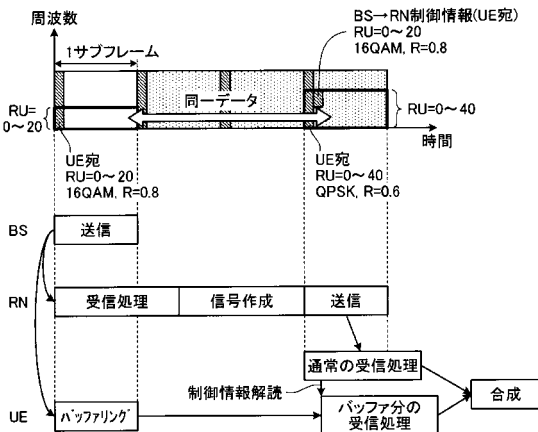 周波数
1サブフレーム
BS→RN制御情報(UE宛)
RU=0～20
16QAM, R=0.8
同一データ
RU=
0～20
RU=0～40
時間
UE宛
RU=0～20
16QAM, R=0.8
UE宛
RU=0～40
QPSK, R=0.6
BS
送信
RN
受信処理
信号作成
送信
通常の受信処理
制御情報解読
合成
UE
バッファリング
バッファ分の
受信処理